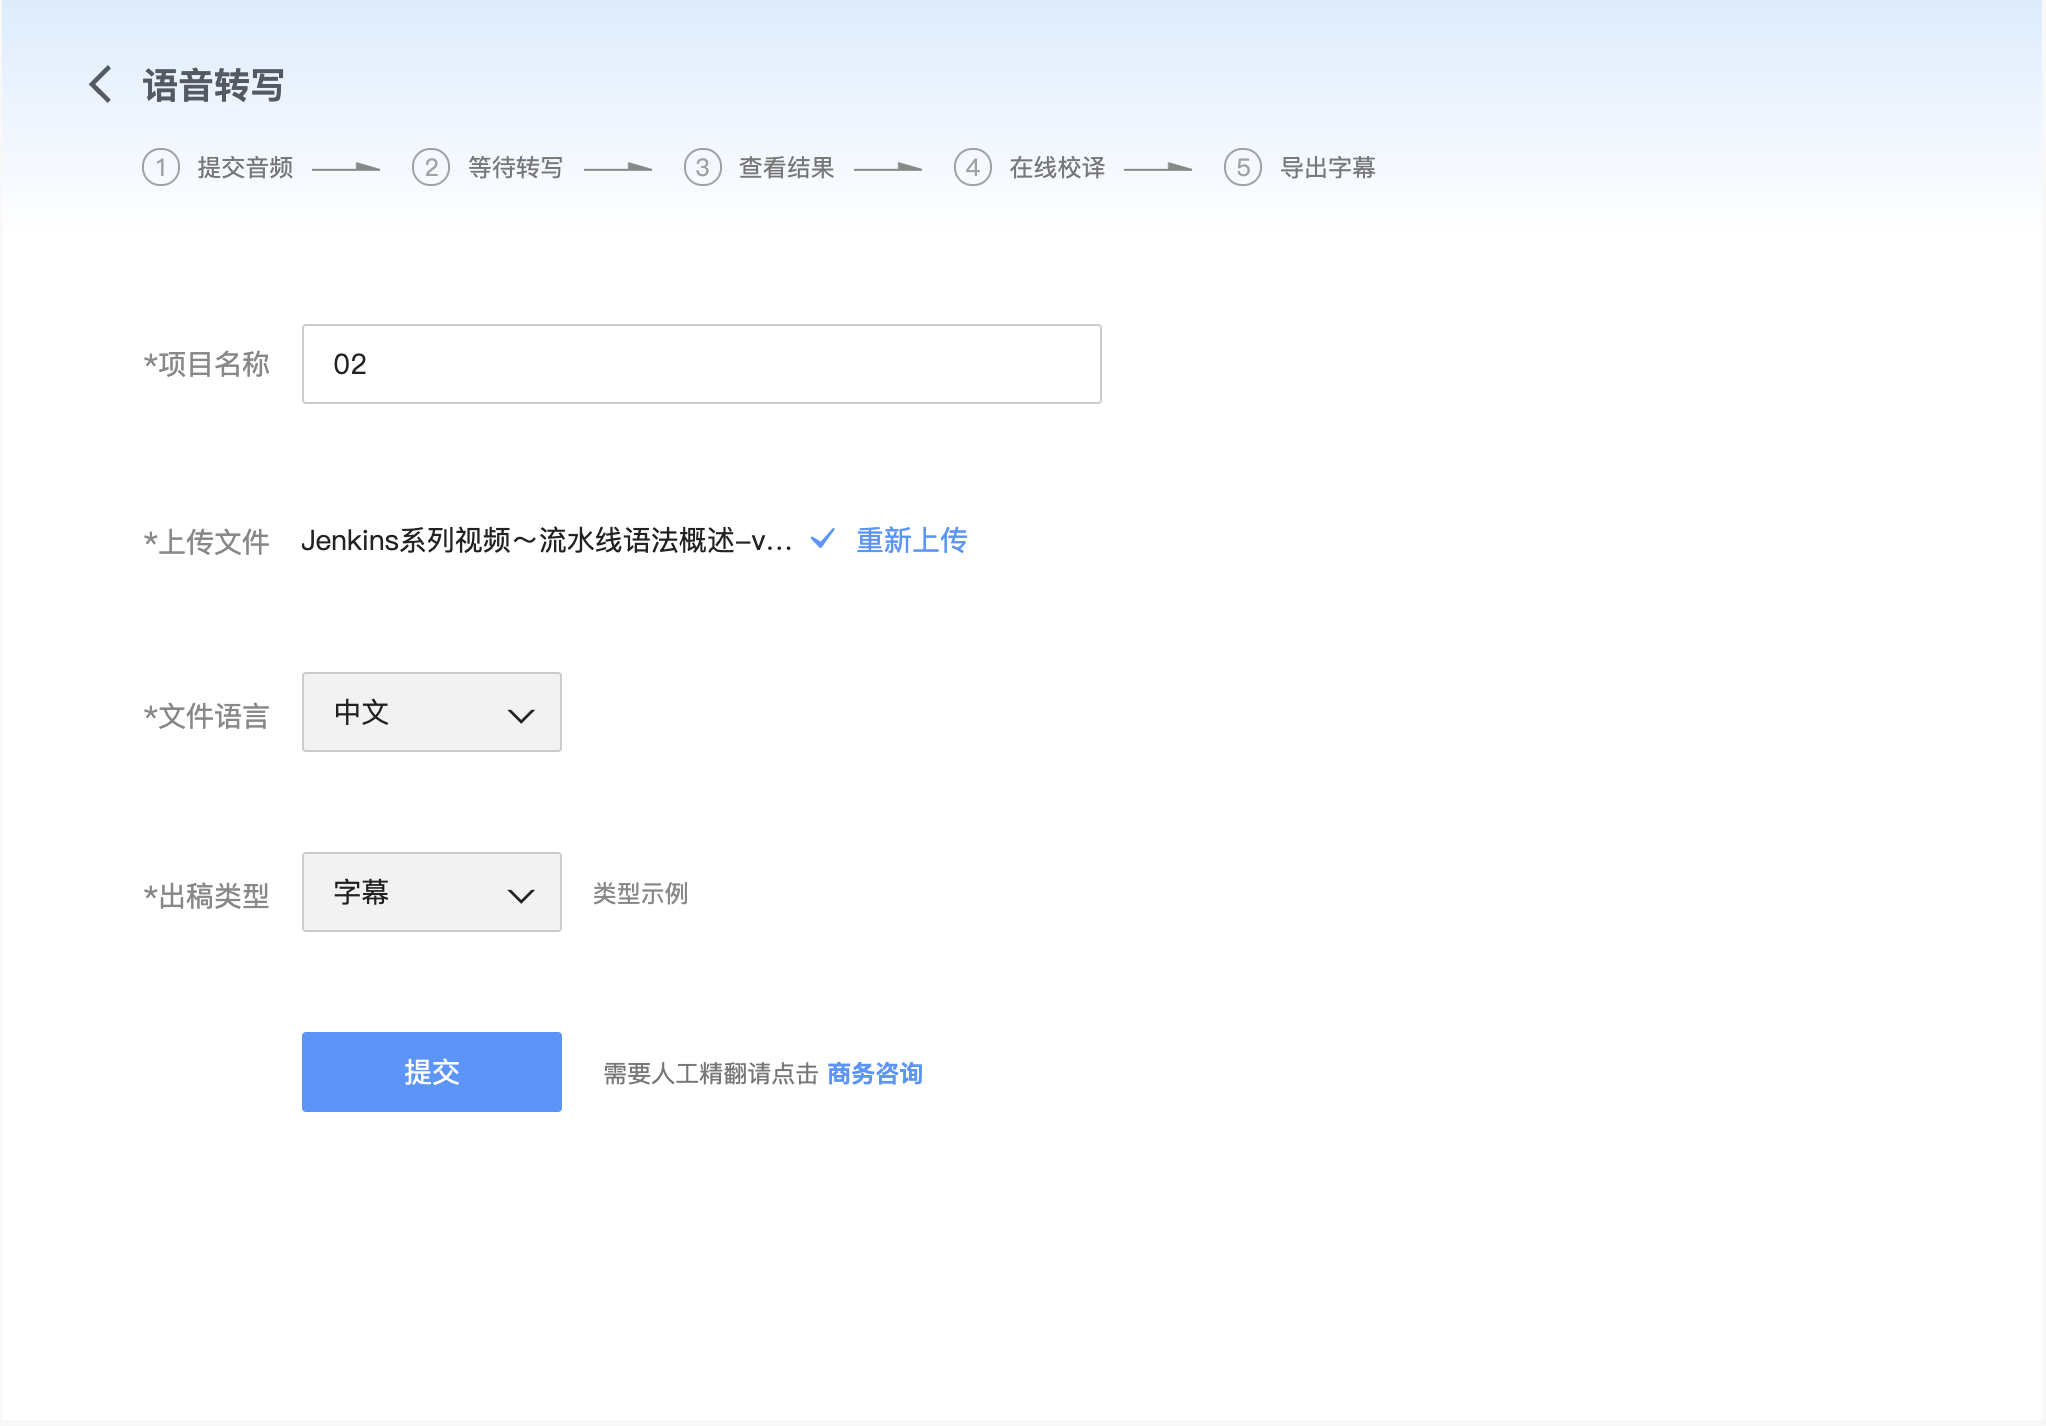 语音转写
1 提交音频 2 等待转写 3 查看结果 4 在线校译 5 导出字幕
*项目名称 02
*上传文件 Jenkins系列视频～流水线语法概述–v... 重新上传
*文件语言 中文
*出稿类型 字幕 类型示例
提交 需要人工精翻请点击 商务咨询